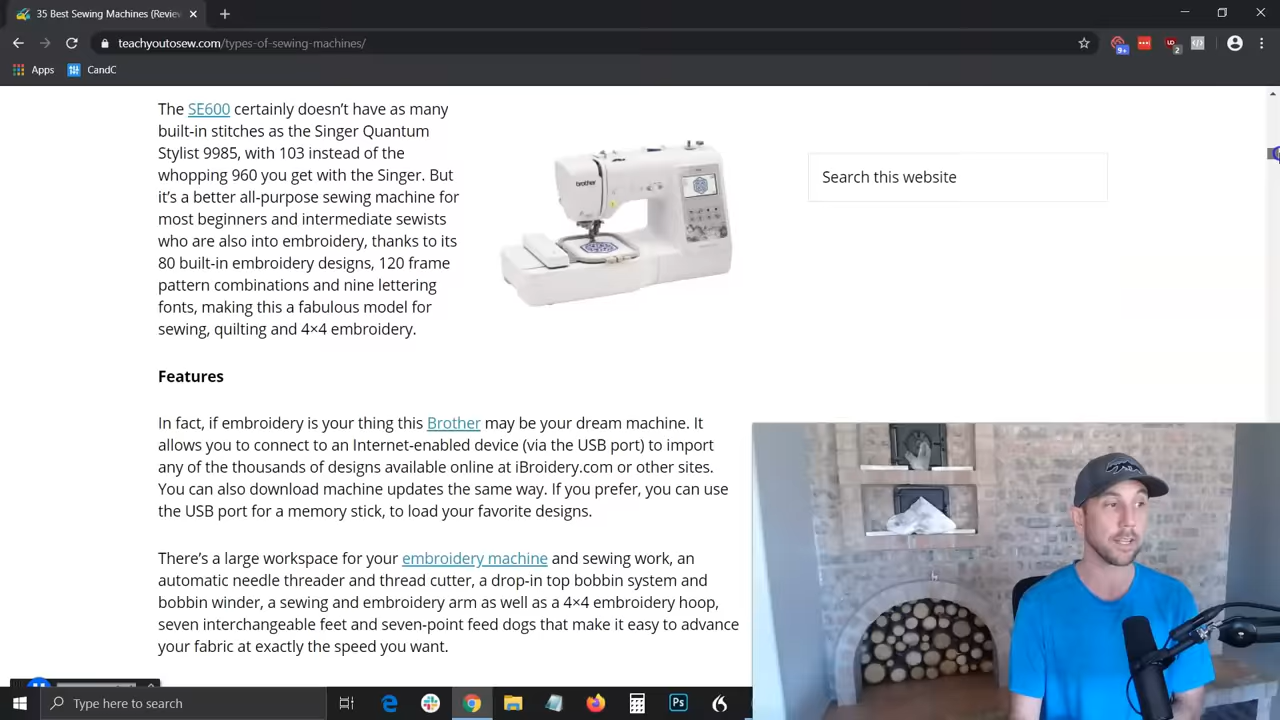 35 Best Sewing Machines (Review
teachyoutosew.com/types-of-sewing-machines/
9+
2
Apps
CandC
The SE600 certainly doesn’t have as many
built-in stitches as the Singer Quantum
Stylist 9985, with 103 instead of the
whopping 960 you get with the Singer. But
it’s a better all-purpose sewing machine for
most beginners and intermediate sewists
who are also into embroidery, thanks to its
80 built-in embroidery designs, 120 frame
pattern combinations and nine lettering
fonts, making this a fabulous model for
sewing, quilting and 4×4 embroidery.
brother
Search this website
Features
In fact, if embroidery is your thing this Brother may be your dream machine. It
allows you to connect to an Internet-enabled device (via the USB port) to import
any of the thousands of designs available online at iBroidery.com or other sites.
You can also download machine updates the same way. If you prefer, you can use
the USB port for a memory stick, to load your favorite designs.
There’s a large workspace for your embroidery machine and sewing work, an
automatic needle threader and thread cutter, a drop-in top bobbin system and
bobbin winder, a sewing and embroidery arm as well as a 4×4 embroidery hoop,
seven interchangeable feet and seven-point feed dogs that make it easy to advance
your fabric at exactly the speed you want.
Type here to search
Ps